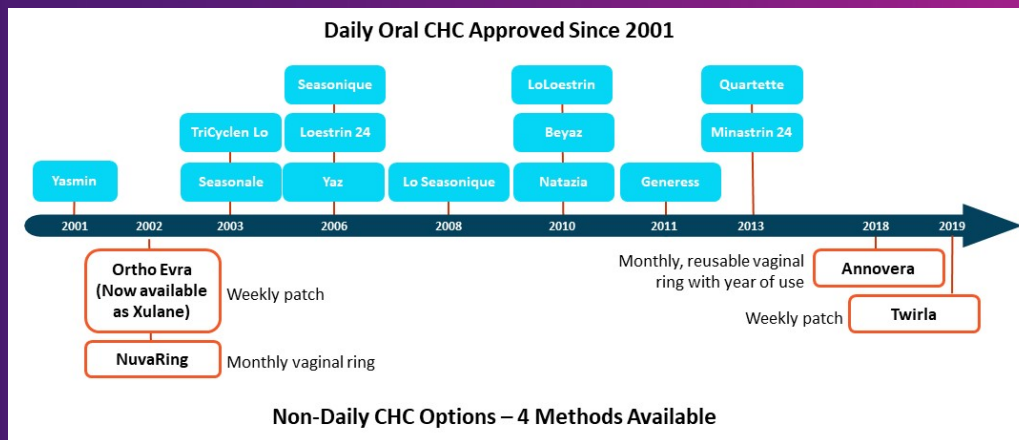 Daily Oral CHC Approved Since 2001
Seasonique
LoLoestrin
Quartette
TriCyclen Lo
Loestrin 24
Beyaz
Minastrin 24
Yasmin
Seasonale
Yaz
Lo Seasonique
Natazia
Generess
2001
2002
2003
2006
2008
2010
2011
2013
2018
2019
Ortho Evra
(Now available
as Xulane)
Weekly patch
NuvaRing
Monthly vaginal ring
Monthly, reusable vaginal
ring with year of use
Annovera
Weekly patch
Twirla
Non-Daily CHC Options – 4 Methods Available